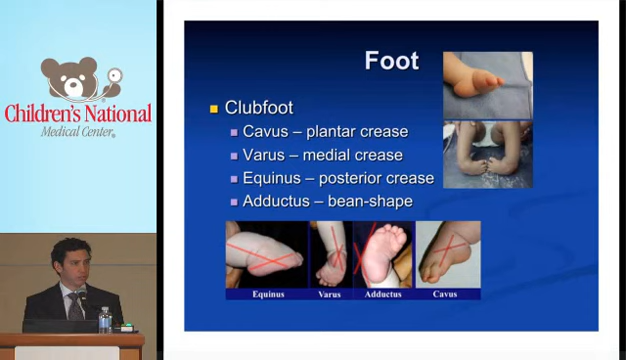 Children's National
Medical Center®
Foot
Clubfoot
Cavus – plantar crease
Varus – medial crease
Equinus – posterior crease
Adductus – bean-shape
Equinus
Varus
Adductus
Cavus